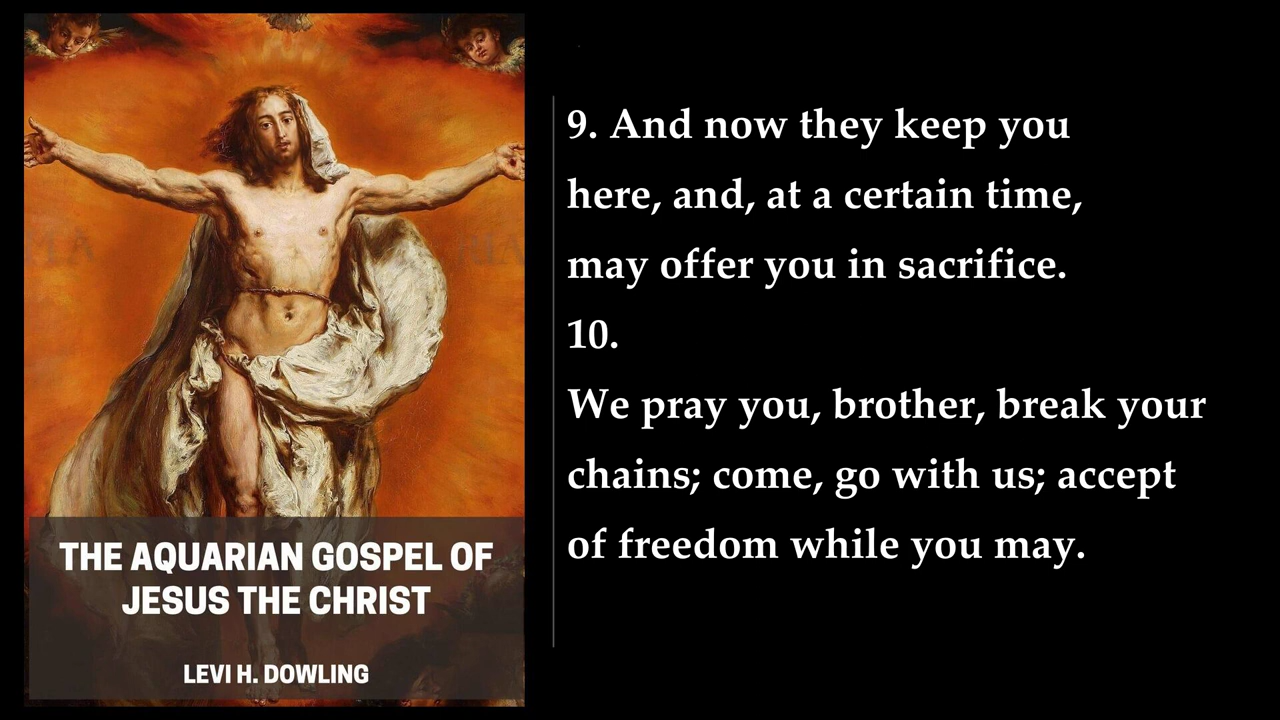 THE AQUARIAN GOSPEL OF
JESUS THE CHRIST
LEVI H. DOWLING
9. And now they keep you
here, and, at a certain time,
may offer you in sacrifice.
10.
We pray you, brother, break your
chains; come, go with us; accept
of freedom while you may.